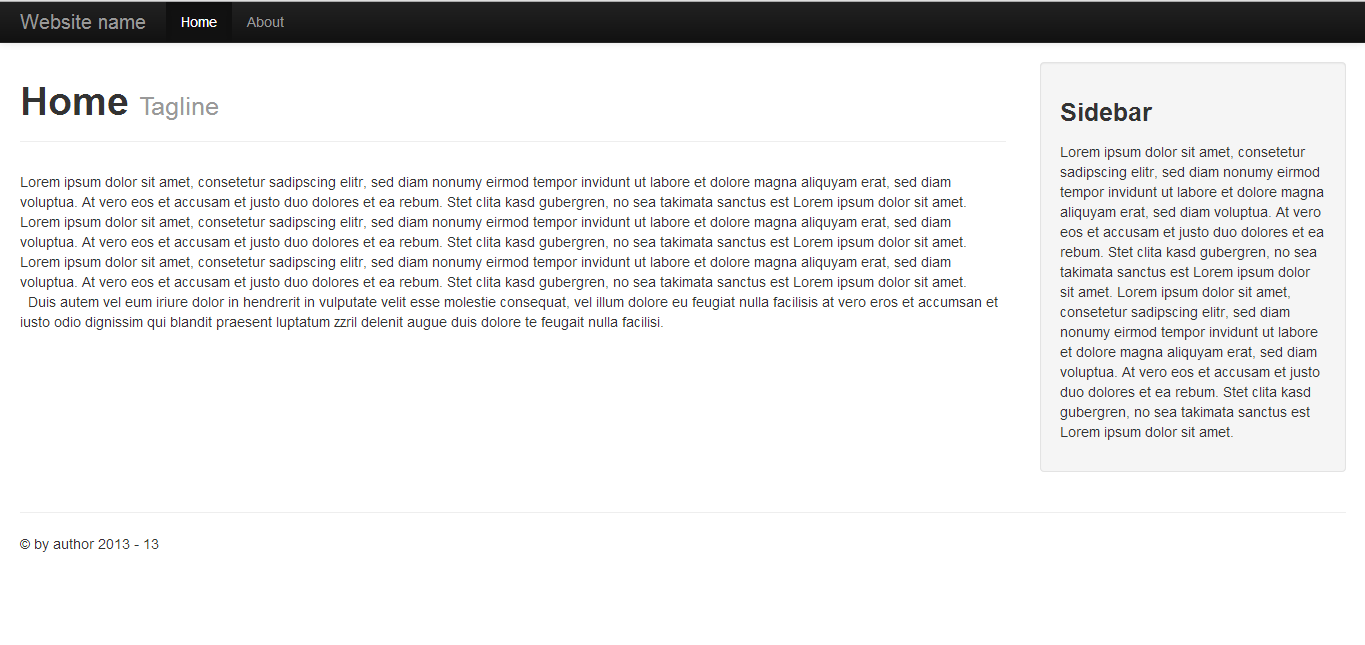 Website name Home About
Home Tagline
Lorem ipsum dolor sit amet, consetetur sadipscing elitr, sed diam nonumy eirmod tempor invidunt ut labore et dolore magna aliquyam erat, sed diam
voluptua. At vero eos et accusam et justo duo dolores et ea rebum. Stet clita kasd gubergren, no sea takimata sanctus est Lorem ipsum dolor sit amet.
Lorem ipsum dolor sit amet, consetetur sadipscing elitr, sed diam nonumy eirmod tempor invidunt ut labore et dolore magna aliquyam erat, sed diam
voluptua. At vero eos et accusam et justo duo dolores et ea rebum. Stet clita kasd gubergren, no sea takimata sanctus est Lorem ipsum dolor sit amet.
Lorem ipsum dolor sit amet, consetetur sadipscing elitr, sed diam nonumy eirmod tempor invidunt ut labore et dolore magna aliquyam erat, sed diam
voluptua. At vero eos et accusam et justo duo dolores et ea rebum. Stet clita kasd gubergren, no sea takimata sanctus est Lorem ipsum dolor sit amet.
Duis autem vel eum iriure dolor in hendrerit in vulputate velit esse molestie consequat, vel illum dolore eu feugiat nulla facilisis at vero eros et accumsan et
iusto odio dignissim qui blandit praesent luptatum zzril delenit augue duis dolore te feugait nulla facilisi.
Sidebar
Lorem ipsum dolor sit amet, consetetur
sadipscing elitr, sed diam nonumy eirmod
tempor invidunt ut labore et dolore magna
aliquyam erat, sed diam voluptua. At vero
eos et accusam et justo duo dolores et ea
rebum. Stet clita kasd gubergren, no sea
takimata sanctus est Lorem ipsum dolor
sit amet. Lorem ipsum dolor sit amet,
consetetur sadipscing elitr, sed diam
nonumy eirmod tempor invidunt ut labore
et dolore magna aliquyam erat, sed diam
voluptua. At vero eos et accusam et justo
duo dolores et ea rebum. Stet clita kasd
gubergren, no sea takimata sanctus est
Lorem ipsum dolor sit amet.
© by author 2013 - 13